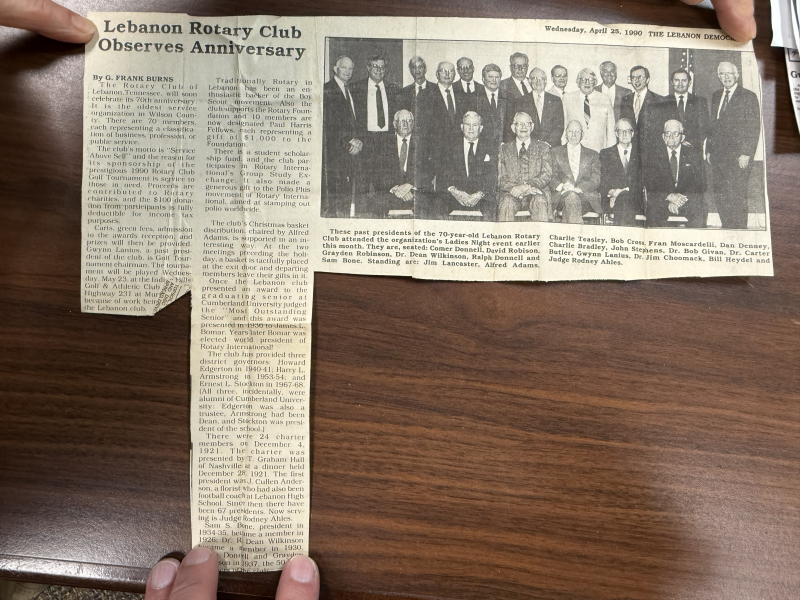 Lebanon Rotary Club
Observes Anniversary
By G. FRANK BURNS
The Rotary Club of
Lebanon, Tennessee, will soon
celebrate its 70th anniversary.
It is the oldest service
organization in Wilson Coun-
ty. There are 70 members,
each representing a classifica-
tion of business, profession or
public service.
The club's motto is "Service
Above Self" and the reason for
its sponsorship of the
prestigious 1990 Rotary Club
Golf Tournament is service to
those in need. Proceeds are
contributed to Rotary
charities, and the $100 dona-
tion from participants is fully
deductible for income tax
purposes.
Carts, green fees, admission
to the awards reception, and
prizes will then be provided.
Gwynn Lanius, a past presi-
dent of the club, is Golf Tour-
nament chairman. The tourna-
ment will be played Wednes-
day, May 23, at the
Golf & Athletic Club
Highway 231 at Mur
because of work being
the Lebanon club.
Traditionally Rotary in
Lebanon has been an en-
thusiastic backer of the Boy
Scout movement. Also the
club supports the Rotary Foun-
dation and 10 members are
now designated Paul Harris
Fellows, each representing a
gift of $1,000 to the
Foundation.
There is a student scholar-
ship fund, and the club par-
ticipates in Rotary Interna-
tional's Group Study Ex-
change. It also made a
generous gift to the Polio Plus
movement of Rotary Interna-
tional, aimed at stamping out
polio worldwide.
The club's Christmas basket
distribution, chaired by Alfred
Adams, is supported in an in-
teresting way: At the two
meetings preceding the holi-
day, a basket is tactfully placed
at the exit door and departing
members leave their gifts in it.
Once the Lebanon club
presented an award to the
graduating senior at
Cumberland University judged
the "Most Outstanding
Senior" and this award was
presented in 1936 to James L.
Bomar. Years later Bomar was
elected world president of
Rotary International!
The club has provided three
district governors: Howard
Edgerton in 1940-41; Harry L.
Armstrong in 1953-54; and
Ernest L. Stockton in 1967-68.
(All three, incidentally, were
alumni of Cumberland Univer-
sity: Edgerton was also a
trustee, Armstrong had been
Dean, and Stockton was presi-
dent of the school.)
There were 24 charter
members on December 4,
1921. The charter was
presented by T. Graham Hall
of Nashville at a dinner held
December 28, 1921. The first
president was J. Cullen Ander-
son, a florist who had also been
football coach at Lebanon High
School. Since then there have
been 67 presidents. Now serv-
ing is Judge Rodney Ahles.
Sam S. Bone, president in
1934-35, became a member in
1926; Dr. R. Dean Wilkinson
became a member in 1930,
Donnell and Grayden
son in 1937, the 50
Wednesday, April 25, 1990 THE LEBANON DEMOC
These past presidents of the 70-year-old Lebanon Rotary
Club attended the organization's Ladies Night event earlier
this month. They are, seated: Comer Donnell, David Robison,
Grayden Robinson, Dr. Dean Wilkinson, Ralph Donnell and
Sam Bone. Standing are: Jim Lancaster, Alfred Adams,
Charlie Teasley, Bob Cross, Fran Moscardelli, Dan Denney,
Charlie Bradley, John Stephens, Dr. Bob Givan, Dr. Carter
Butler, Gwynn Lanius, Dr. Jim Choomack, Bill Heydel and
Judge Rodney Ahles.